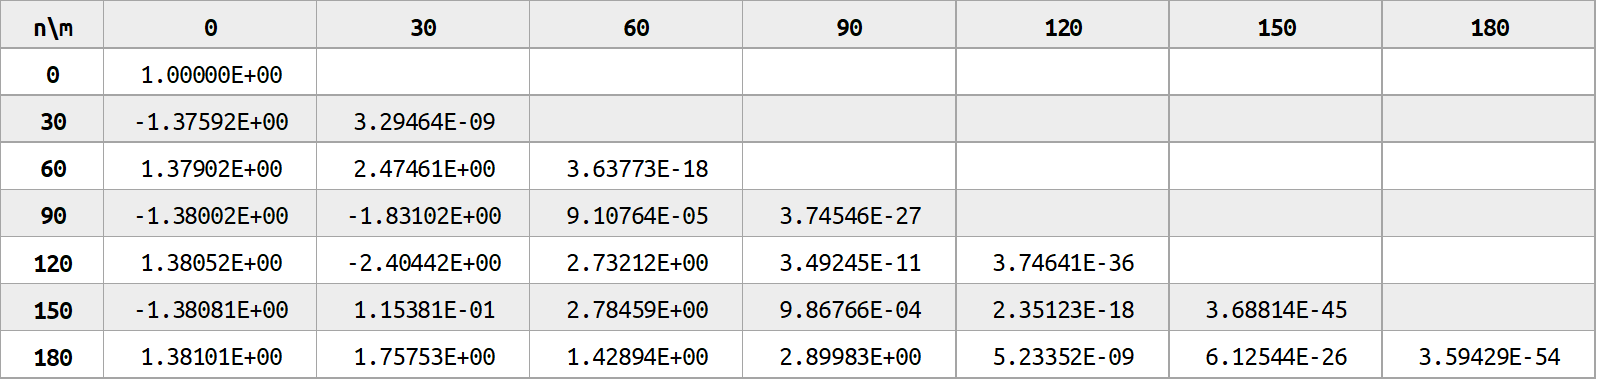 n\m 0 30 60 90 120 150 180
0 1.00000E+00
30 -1.37592E+00 3.29464E-09
60 1.37902E+00 2.47461E+00 3.63773E-18
90 -1.38002E+00 -1.83102E+00 9.10764E-05 3.74546E-27
120 1.38052E+00 -2.40442E+00 2.73212E+00 3.49245E-11 3.74641E-36
150 -1.38081E+00 1.15381E-01 2.78459E+00 9.86766E-04 2.35123E-18 3.68814E-45
180 1.38101E+00 1.75753E+00 1.42894E+00 2.89983E+00 5.23352E-09 6.12544E-26 3.59429E-54